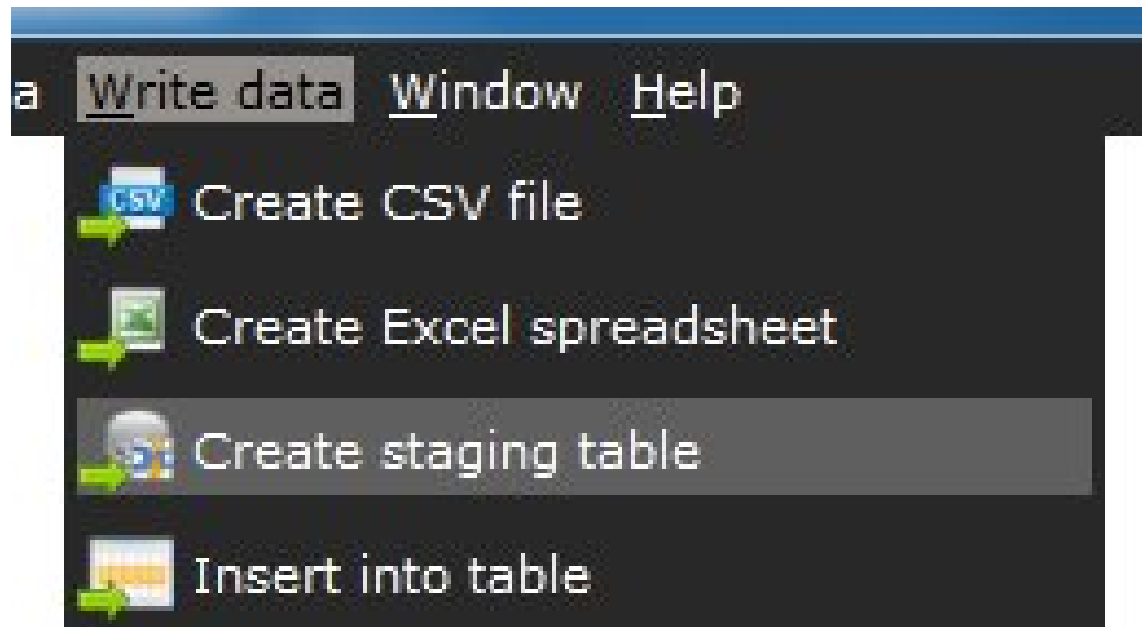 a Write data Window Help
CSV Create CSV file
Create Excel spreadsheet
Create staging table
Insert into table